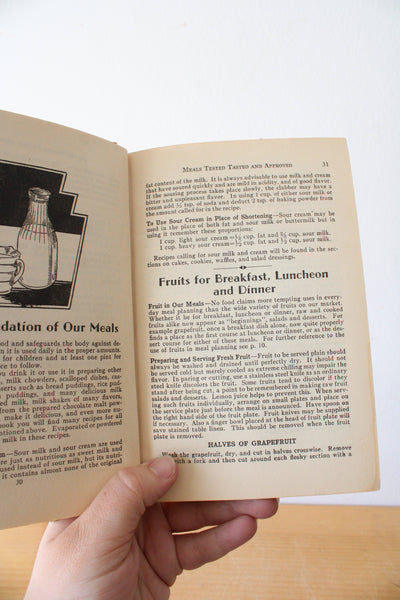 ndation of Our Meals
ood and safeguards the body against de-
n it is used daily in the proper amounts.
for children and at least one pint for
e to follow.
u drink it or use it in preparing other
, milk chowders, scalloped dishes, ras-
serts such as bread puddings, rice pud-
n puddings, and many delicious milk
lk shakes of many flavors,
from the prepared chocolate malt pow-
make it delicious, and even more nu-
ook you will find many recipes for all
ntioned above. Evaporated or powdered
milk in these recipes.
m—Sour milk and sour cream are used
re just as nutritious as sweet milk and
used instead of sour milk, but its nutri-
it contains almost none of the original
30
MEALS TESTED TASTED AND APPROVED 31
fat content of the milk. It is always advisable to use milk and cream
that have soured quickly and are mild in acidity, and of good flavor.
If the souring takes place slowly, the clabber may have a
bitter and unpleasant flavor. In using 1 cup. of either sour milk or
cream add ½ tsp. of soda and deduct 2 tsp. of baking powder from
the amount called for in the recipe.
To Use Sour Cream in Place of Shortening—Sour cream may be
used in the place of both fat and sour milk or buttermilk but in
using it remember these proportions:
1 cup. light sour cream = cup. fat and cup. sour milk.
1 cup. heavy sour cream = cup. fat and cup. sour milk.
Recipes calling for sour milk and cream will be found in the sec-
tions on cakes, cookies, waffles, and salad dressings.
Fruits for Breakfast, Luncheon
and Dinner
Fruit in Our Meals—No food claims more tempting uses in every-
day meal planning than the wide variety of fruits on our market.
Whether it be for breakfast, luncheon or dinner, raw and cooked
fruits alike now appear as "beginnings", salads and desserts. For
example grapefruit, once a breakfast dish alone, now quite properly
finds a place as the first course at luncheon or dinner, or as the des-
sert course for either of these meals. For further reference to the
use of fruits in meal planning see p. 10.
Preparing and Serving Fresh Fruit—Fruit to be served plain should
always be washed and drained until perfectly dry. It should not
be served cold but merely cooled as extreme chilling may impair the
flavor. In paring or cutting, use a stainless steel knife as an ordinary
steel knife discolors the fruit. Some fruits tend to discolor if they
stand after being cut, a point to be remembered in making raw fruit
salads and desserts. Lemon juice helps to prevent this. When serv-
ing such fruits individually, arrange on small plates and place on
the service plate just before the meal is announced. Have spoon on
the right hand side of the fruit plate. Fruit knives may be supplied
if necessary. Also a finger bowl placed at the head of fruit plate will
save stained table linen. This should be removed when the fruit
plate is removed.
HALVES OF GRAPEFRUIT
Wash the grapefruit, dry, and cut in halves crosswise. Remove
with a fork and then cut around each fleshy section with a